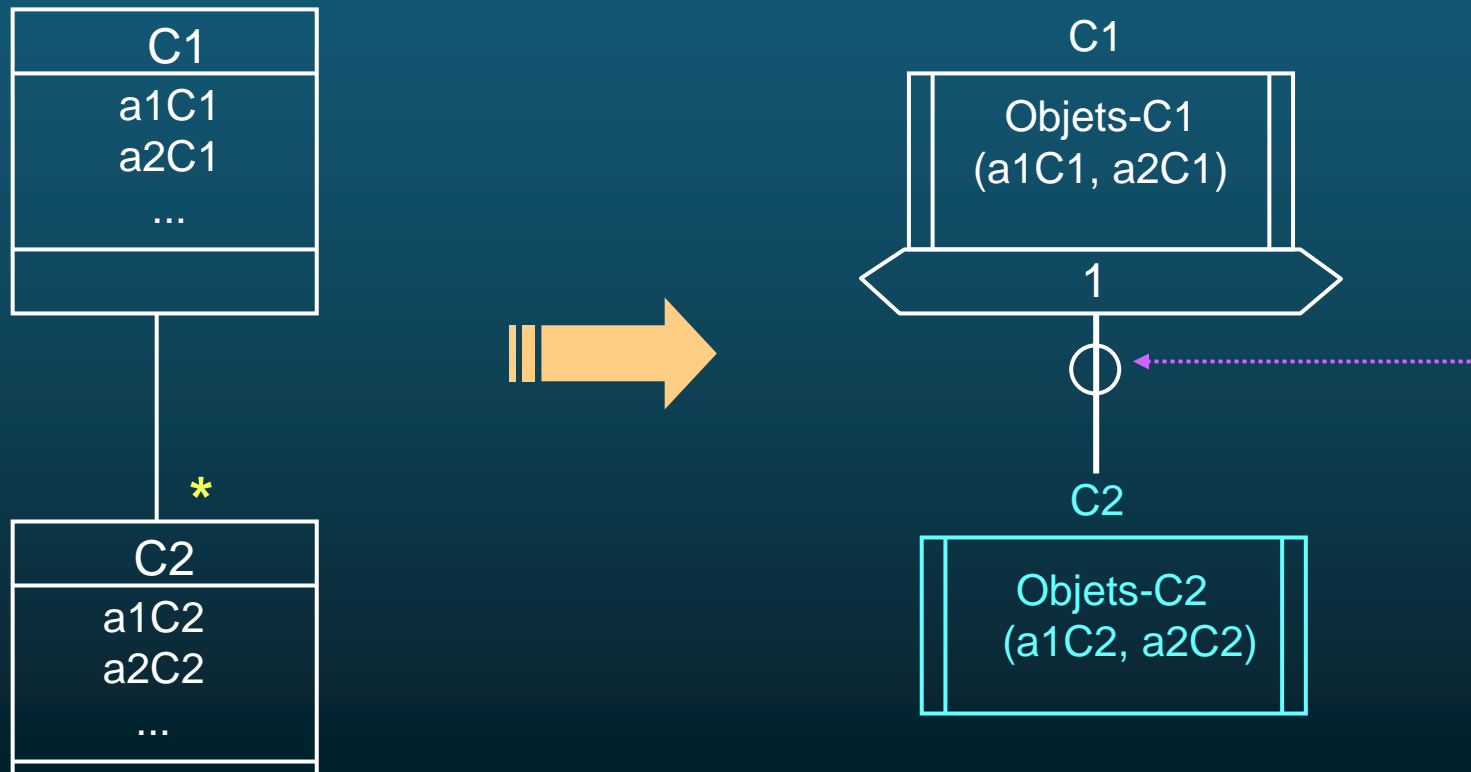 C1
a1C1
a2C1
...
*
C2
a1C2
a2C2
...
C1
Objets-C1
(a1C1, a2C1)
1
C2
Objets-C2
(a1C2, a2C2)